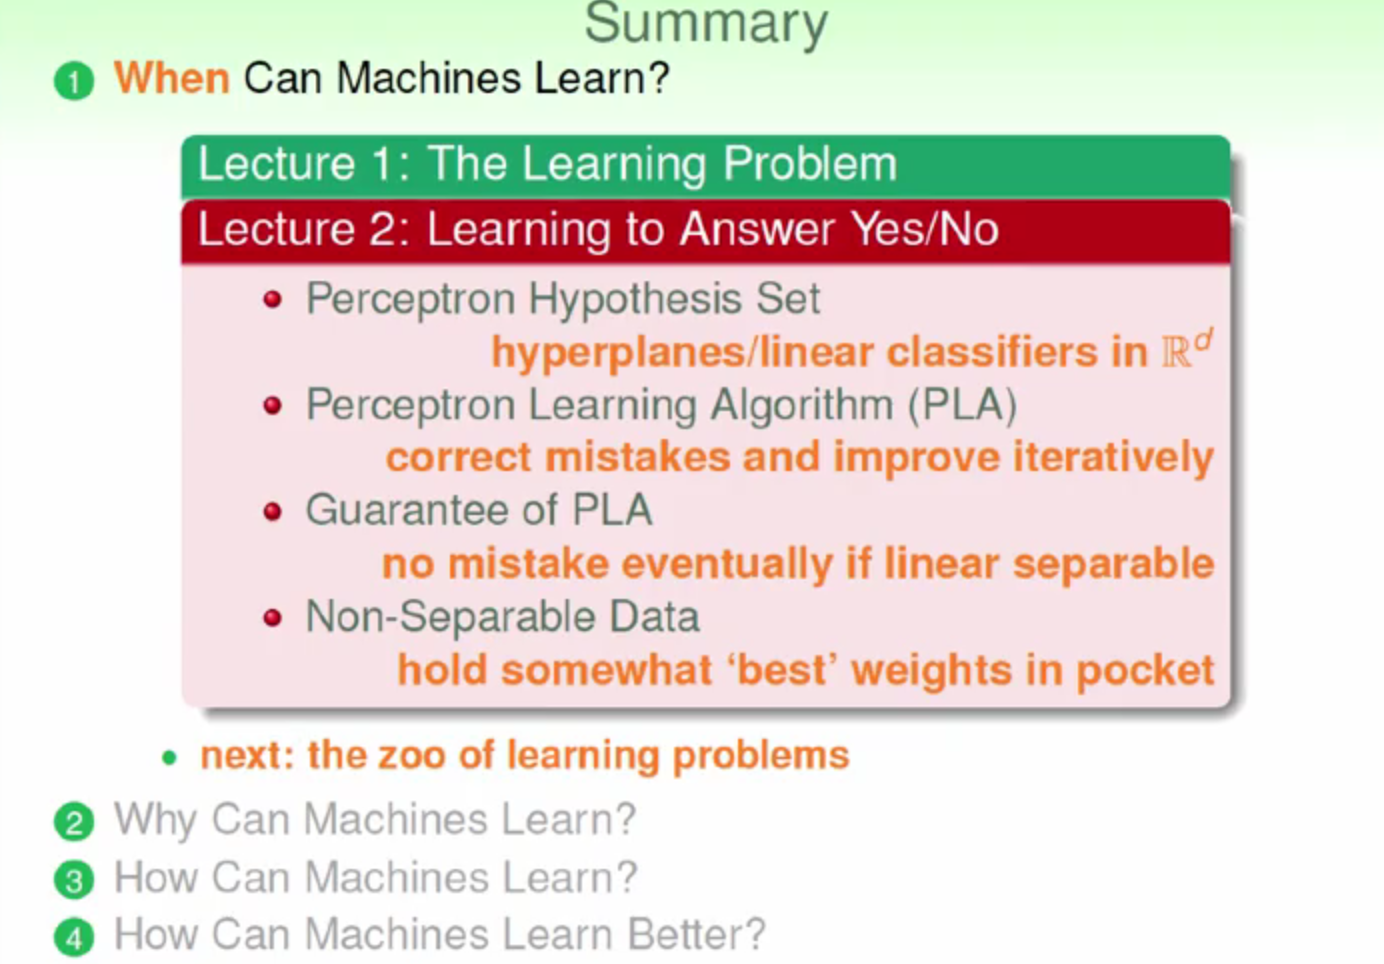 Summary
1 When Can Machines Learn?
Lecture 1: The Learning Problem
Lecture 2: Learning to Answer Yes/No
• Perceptron Hypothesis Set
hyperplanes/linear classifiers in ℝᵈ
• Perceptron Learning Algorithm (PLA)
correct mistakes and improve iteratively
• Guarantee of PLA
no mistake eventually if linear separable
• Non-Separable Data
hold somewhat ‘best’ weights in pocket
• next: the zoo of learning problems
2 Why Can Machines Learn?
3 How Can Machines Learn?
4 How Can Machines Learn Better?